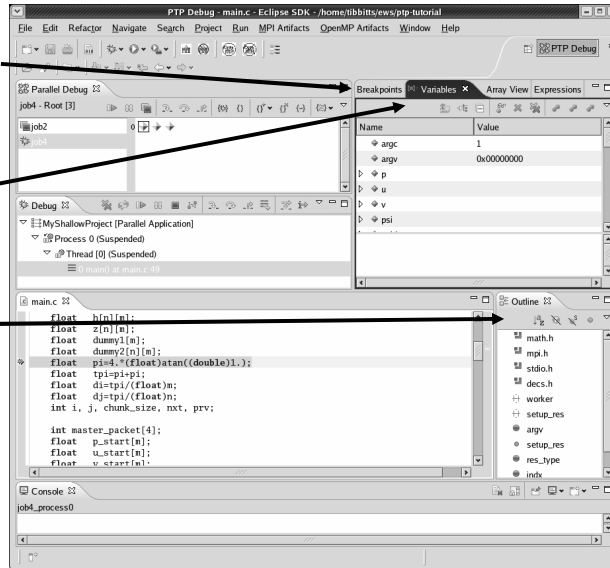 PTP Debug - main.c - Eclipse SDK - /home/tibbitts/ews/ptp-tutorial
File Edit Refactor Navigate Search Project Run MPI Artifacts OpenMP Artifacts Window Help
PTP Debug
Parallel Debug
job4 - Root [3]
job2
0
job4
Breakpoints Variables Array View Expressions
Name Value
argc 1
argv 0x00000000
p
u
v
psi
Debug
MyShallowProject [Parallel Application]
Process 0 (Suspended)
Thread [0] (Suspended)
0 main() at main.c:49
main.c
float h[n][m];
float z[n][m];
float dummy1[m];
float dummy2[n][m];
float pi=4.*(float)atan((double)1.);
float tpi=pi+pi;
float di=tpi/(float)m;
float dj=tpi/(float)n;
int i, j, chunk_size, nxt, prv;
int master_packet[4];
float p_start[m];
float u_start[m];
float v_start[m];
Outline
math.h
mpi.h
stdio.h
decs.h
worker
setup_res
argv
setup_res
res_type
indx
Console
job4_process0